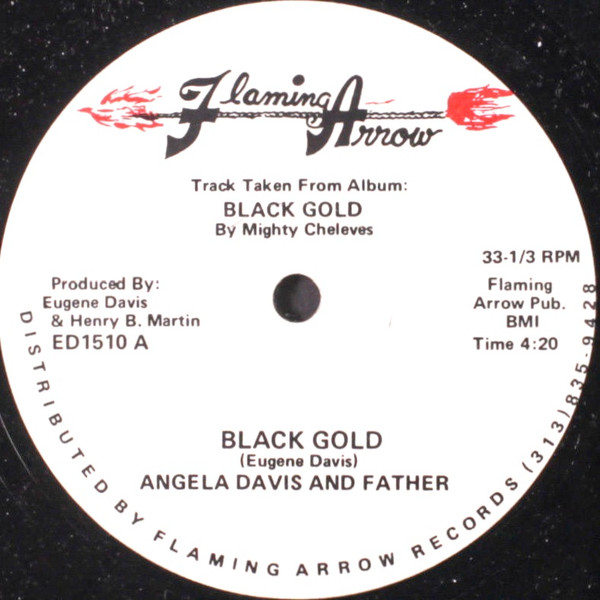 Flaming
Arrow
Track Taken From Album:
BLACK GOLD
By Mighty Cheleves
33-1/3 RPM
Produced By:
Eugene Davis
& Henry B. Martin
ED1510 A
Flaming
Arrow Pub.
BMI
Time 4:20
BLACK GOLD
(Eugene Davis)
ANGELA DAVIS AND FATHER
DISTRIBUTED BY FLAMING ARROW RECORDS (313) 835-9428